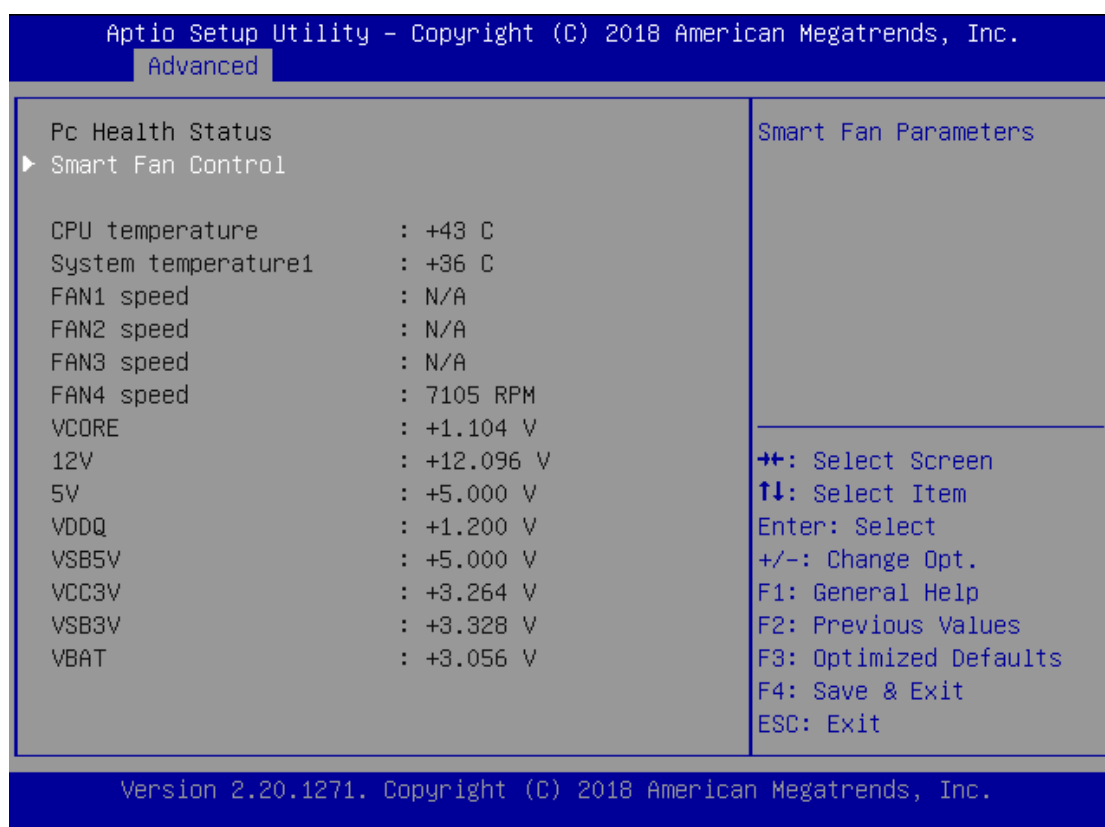 Aptio Setup Utility – Copyright (C) 2018 American Megatrends, Inc.
Advanced
Pc Health Status
Smart Fan Control
CPU temperature : +43 C
System temperature1 : +36 C
FAN1 speed : N/A
FAN2 speed : N/A
FAN3 speed : N/A
FAN4 speed : 7105 RPM
VCORE : +1.104 V
12V : +12.096 V
5V : +5.000 V
VDDQ : +1.200 V
VSB5V : +5.000 V
VCC3V : +3.264 V
VSB3V : +3.328 V
VBAT : +3.056 V
Smart Fan Parameters
→←: Select Screen
↑↓: Select Item
Enter: Select
+/-: Change Opt.
F1: General Help
F2: Previous Values
F3: Optimized Defaults
F4: Save & Exit
ESC: Exit
Version 2.20.1271. Copyright (C) 2018 American Megatrends, Inc.